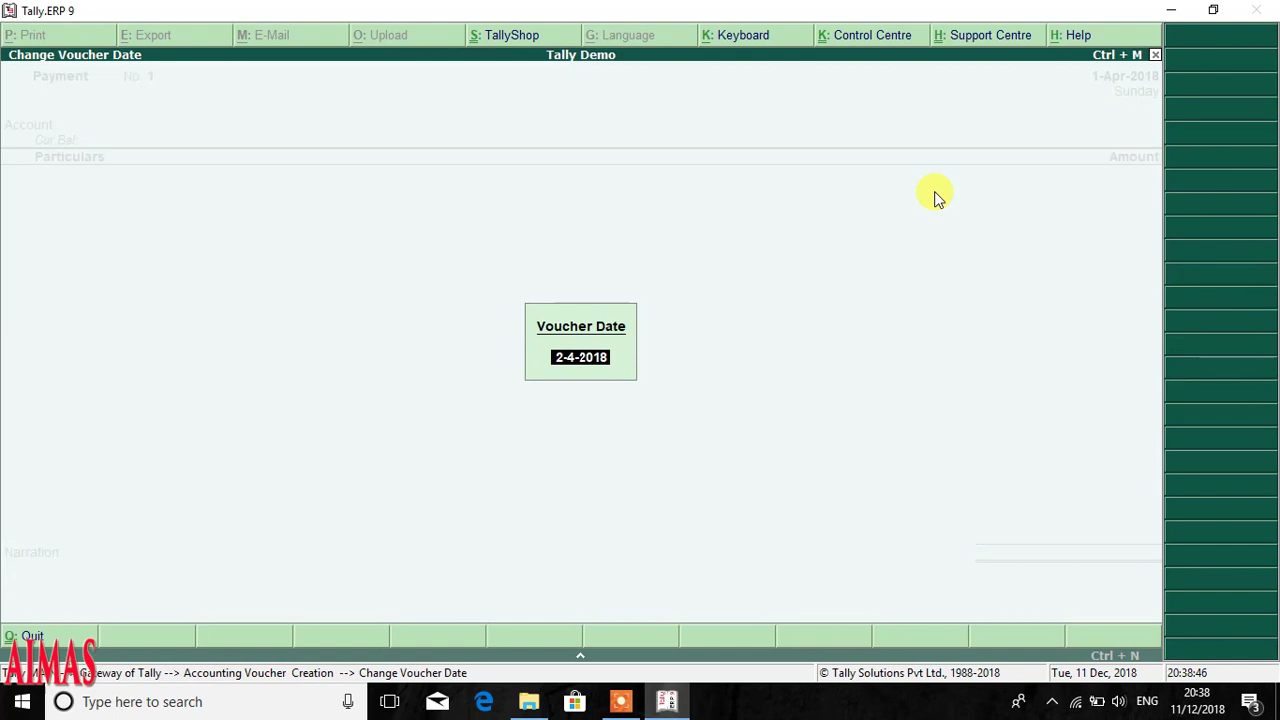 Tally.ERP 9
P: Print E: Export M: E-Mail O: Upload S: TallyShop G: Language K: Keyboard K: Control Centre H: Support Centre H: Help
Change Voucher Date Tally Demo Ctrl + M
Payment No. 1 1-Apr-2018
Sunday
Account
Cur Bal:
Particulars Amount
Voucher Date
2-4-2018
Narration
Q: Quit
AIMAS
Ctrl + N
Gateway of Tally --> Accounting Voucher Creation --> Change Voucher Date © Tally Solutions Pvt Ltd., 1988-2018 Tue, 11 Dec, 2018 20:38:46
Type here to search ENG 20:38
11/12/2018 3